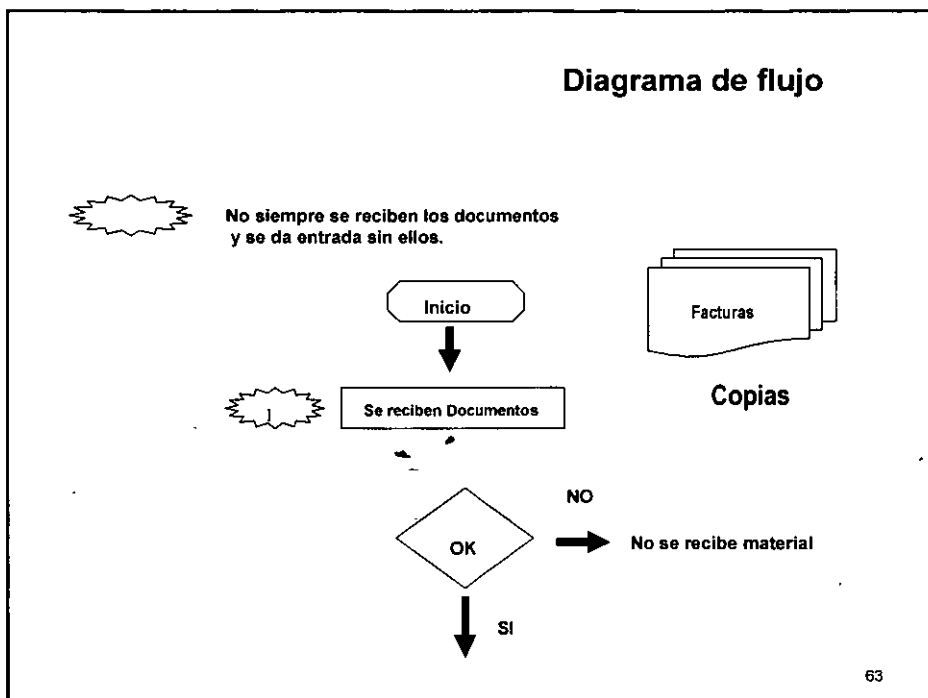 Diagrama de flujo
No siempre se reciben los documentos
y se da entrada sin ellos.
Inicio
Facturas
Se reciben Documentos
Copias
NO
OK
No se recibe material
SI
63